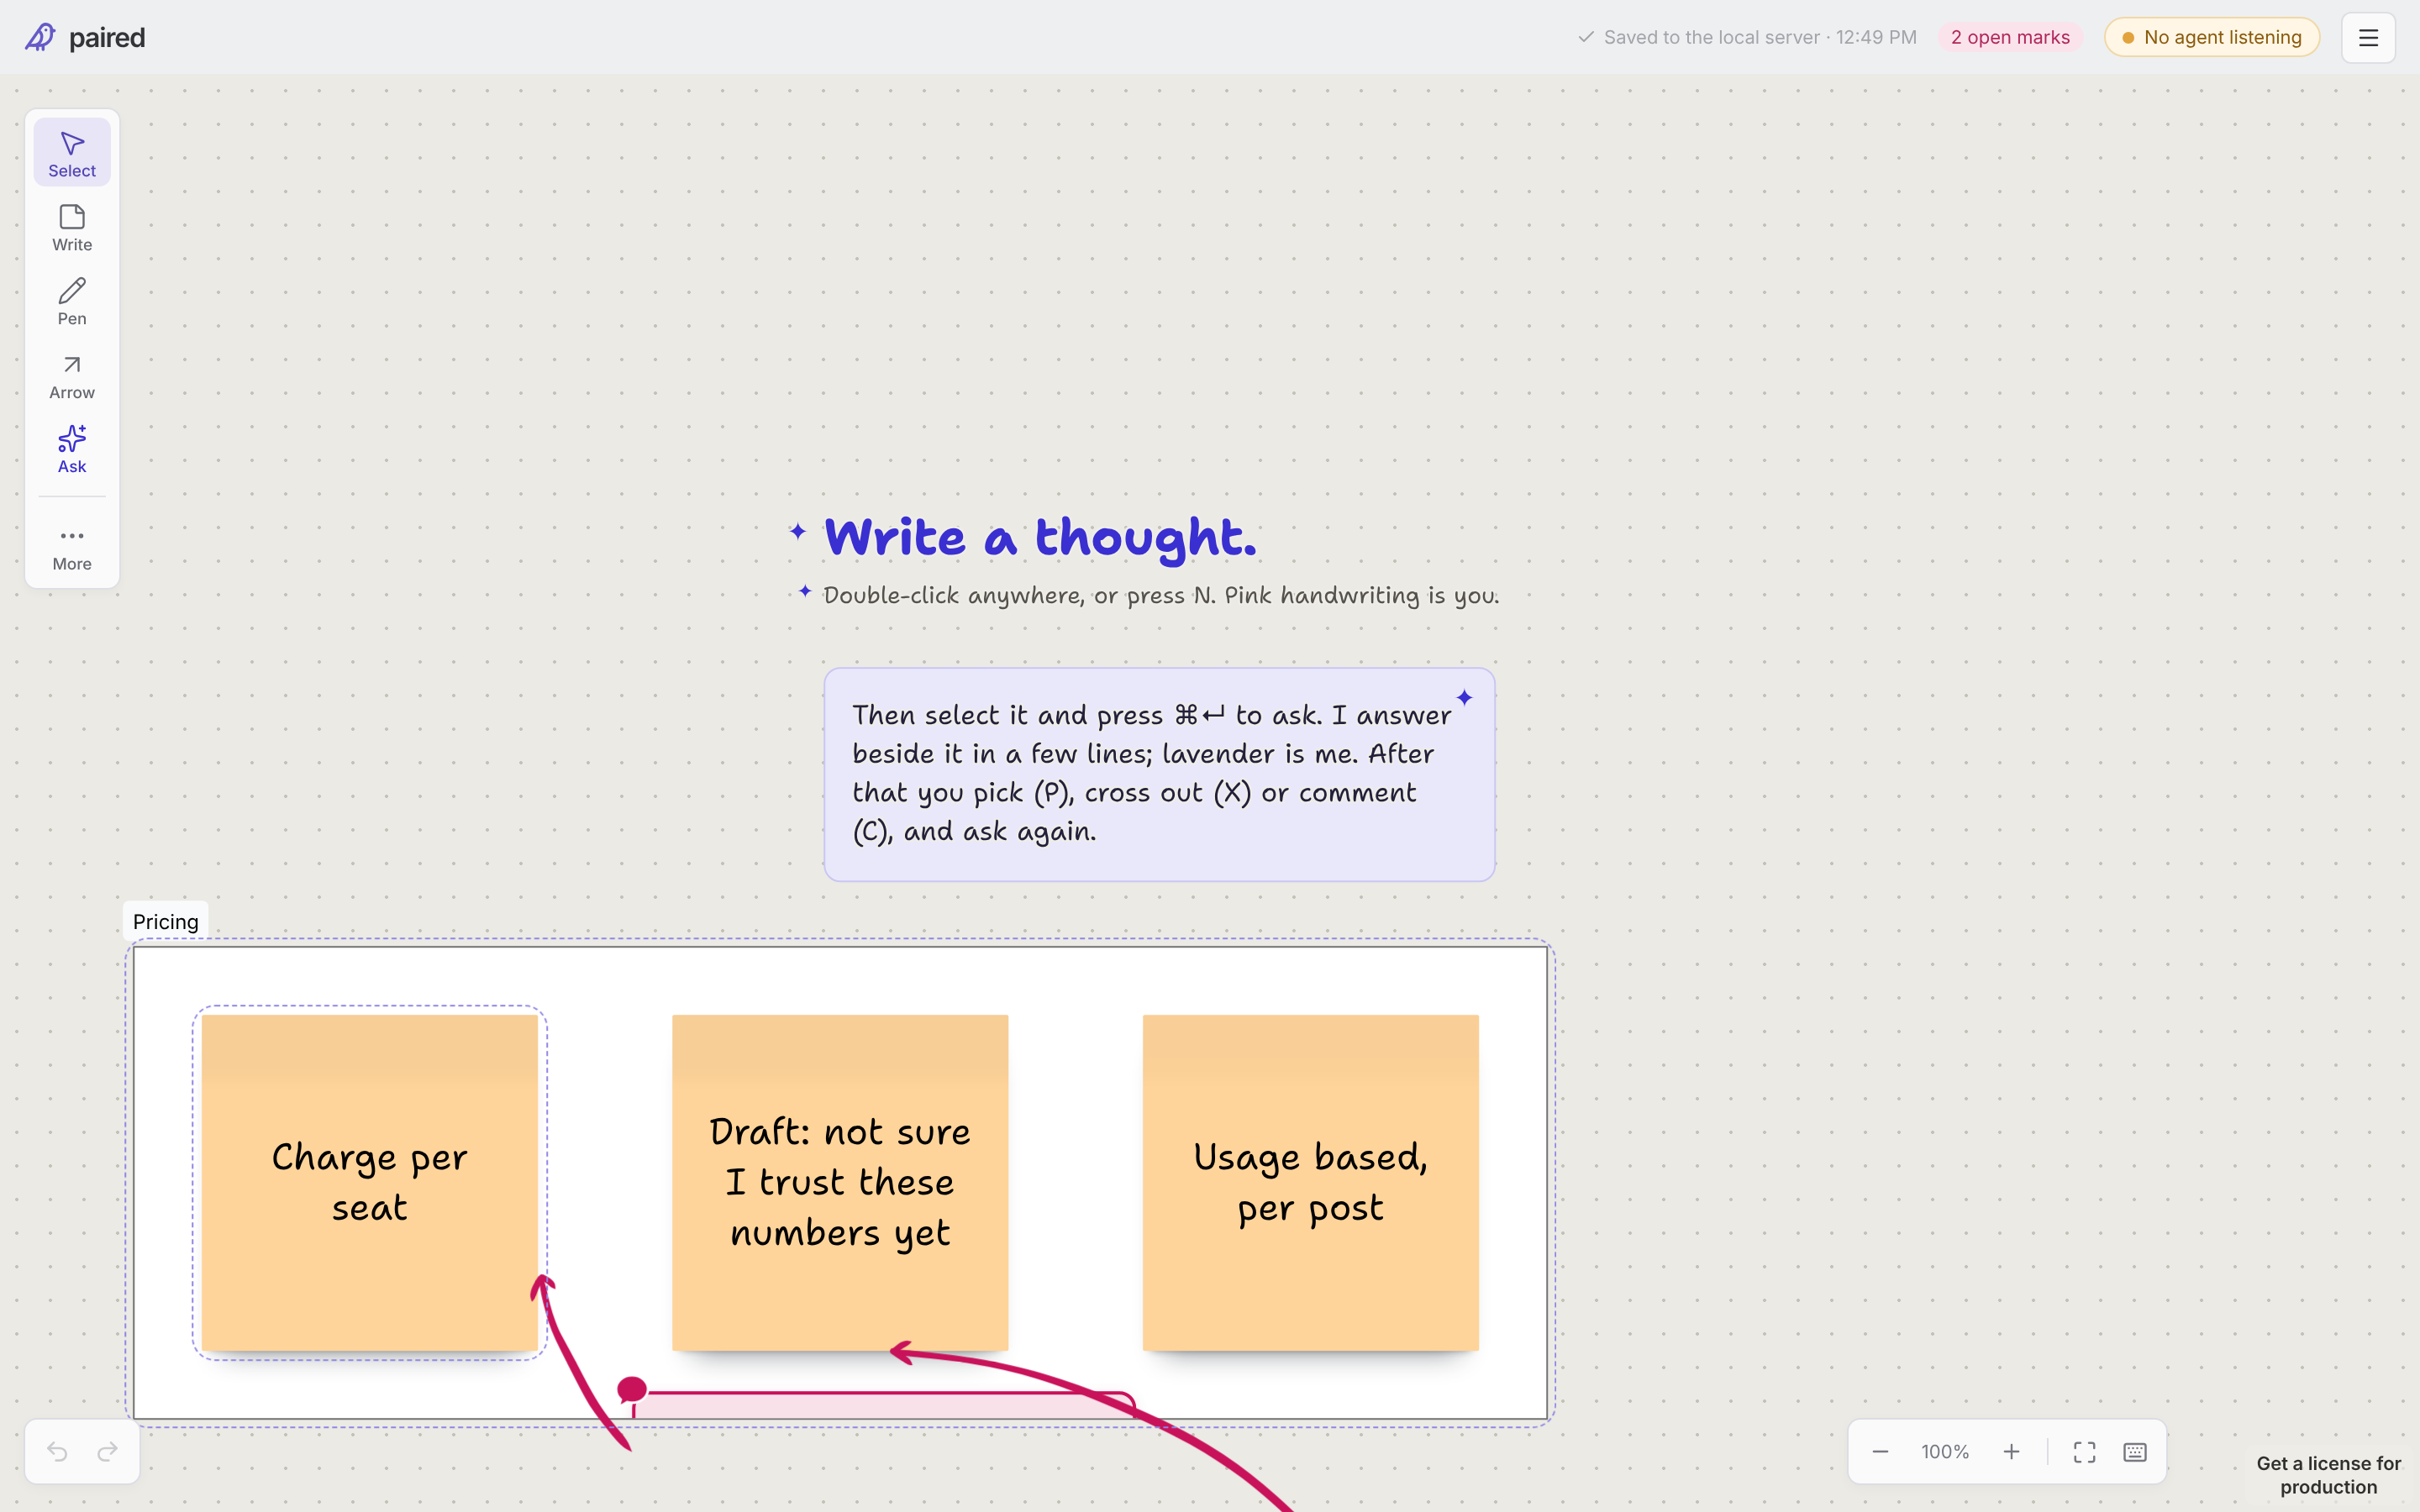 paired
Saved to the local server · 12:49 PM
2 open marks
No agent listening
Select
Write
Pen
Arrow
Ask
More
Write a thought.
Double-click anywhere, or press N. Pink handwriting is you.
Then select it and press ⌘↵ to ask. I answer
beside it in a few lines; lavender is me. After
that you pick (P), cross out (X) or comment
(C), and ask again.
Pricing
Charge per
seat
Draft: not sure
I trust these
numbers yet
Usage based,
per post
100%
Get a license for
production